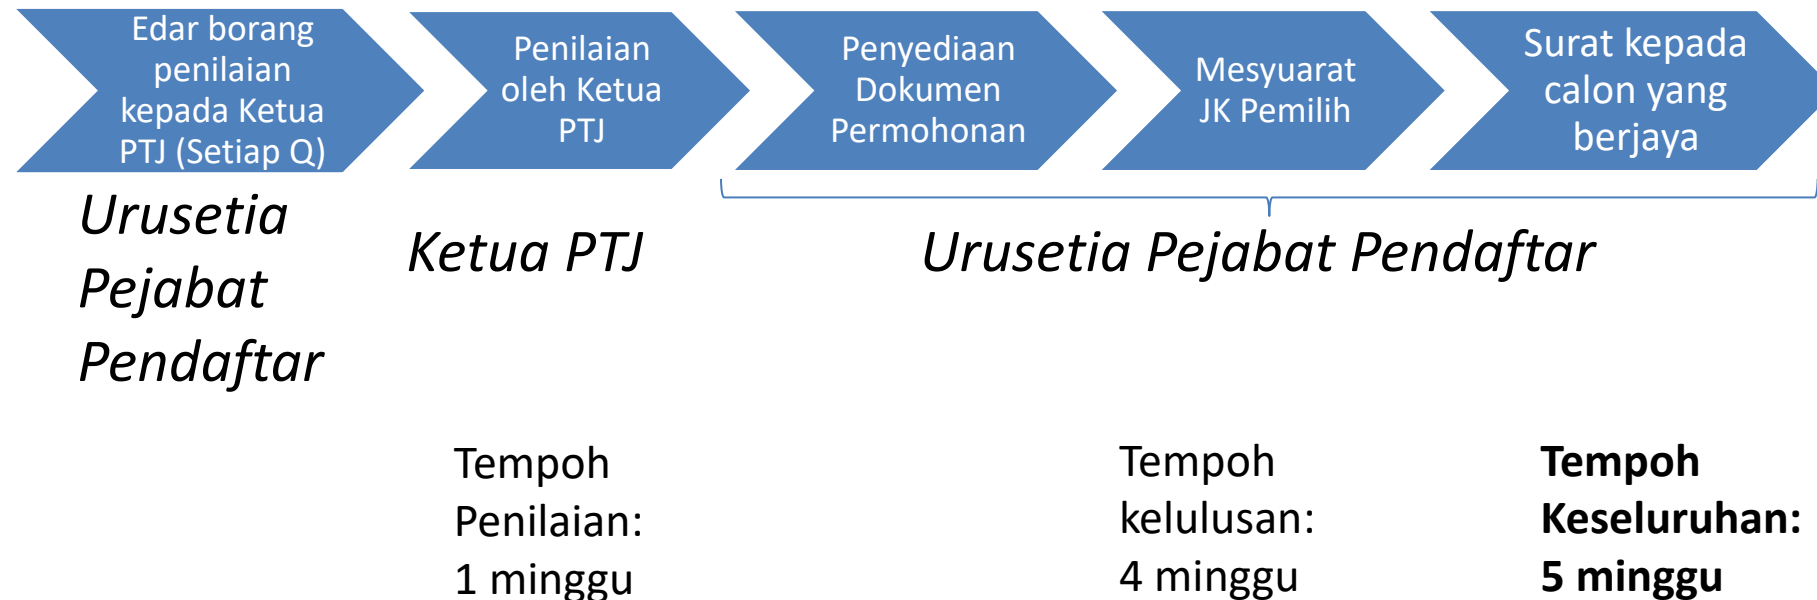 Edar borang
penilaian
kepada Ketua
PTJ (Setiap Q)
Penilaian
oleh Ketua
PTJ
Penyediaan
Dokumen
Permohonan
Mesyuarat
JK Pemilih
Surat kepada
calon yang
berjaya
Urusetia
Pejabat
Pendaftar
Ketua PTJ
Urusetia Pejabat Pendaftar
Tempoh
Penilaian:
1 minggu
Tempoh
kelulusan:
4 minggu
Tempoh
Keseluruhan:
5 minggu